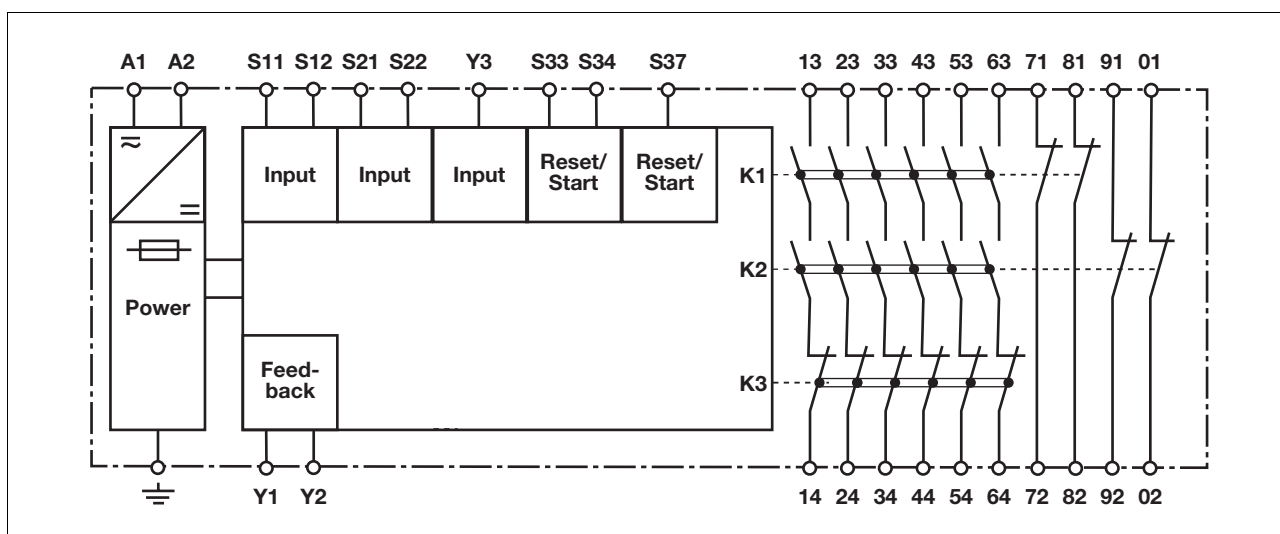 A1 A2 S11 S12 S21 S22 Y3 S33 S34 S37 13 23 33 43 53 63 71 81 91 01
Input Input Input Reset/ Reset/
Start Start
K1
K2
Power
Feed-
back
K3
Y1 Y2 14 24 34 44 54 64 72 82 92 02